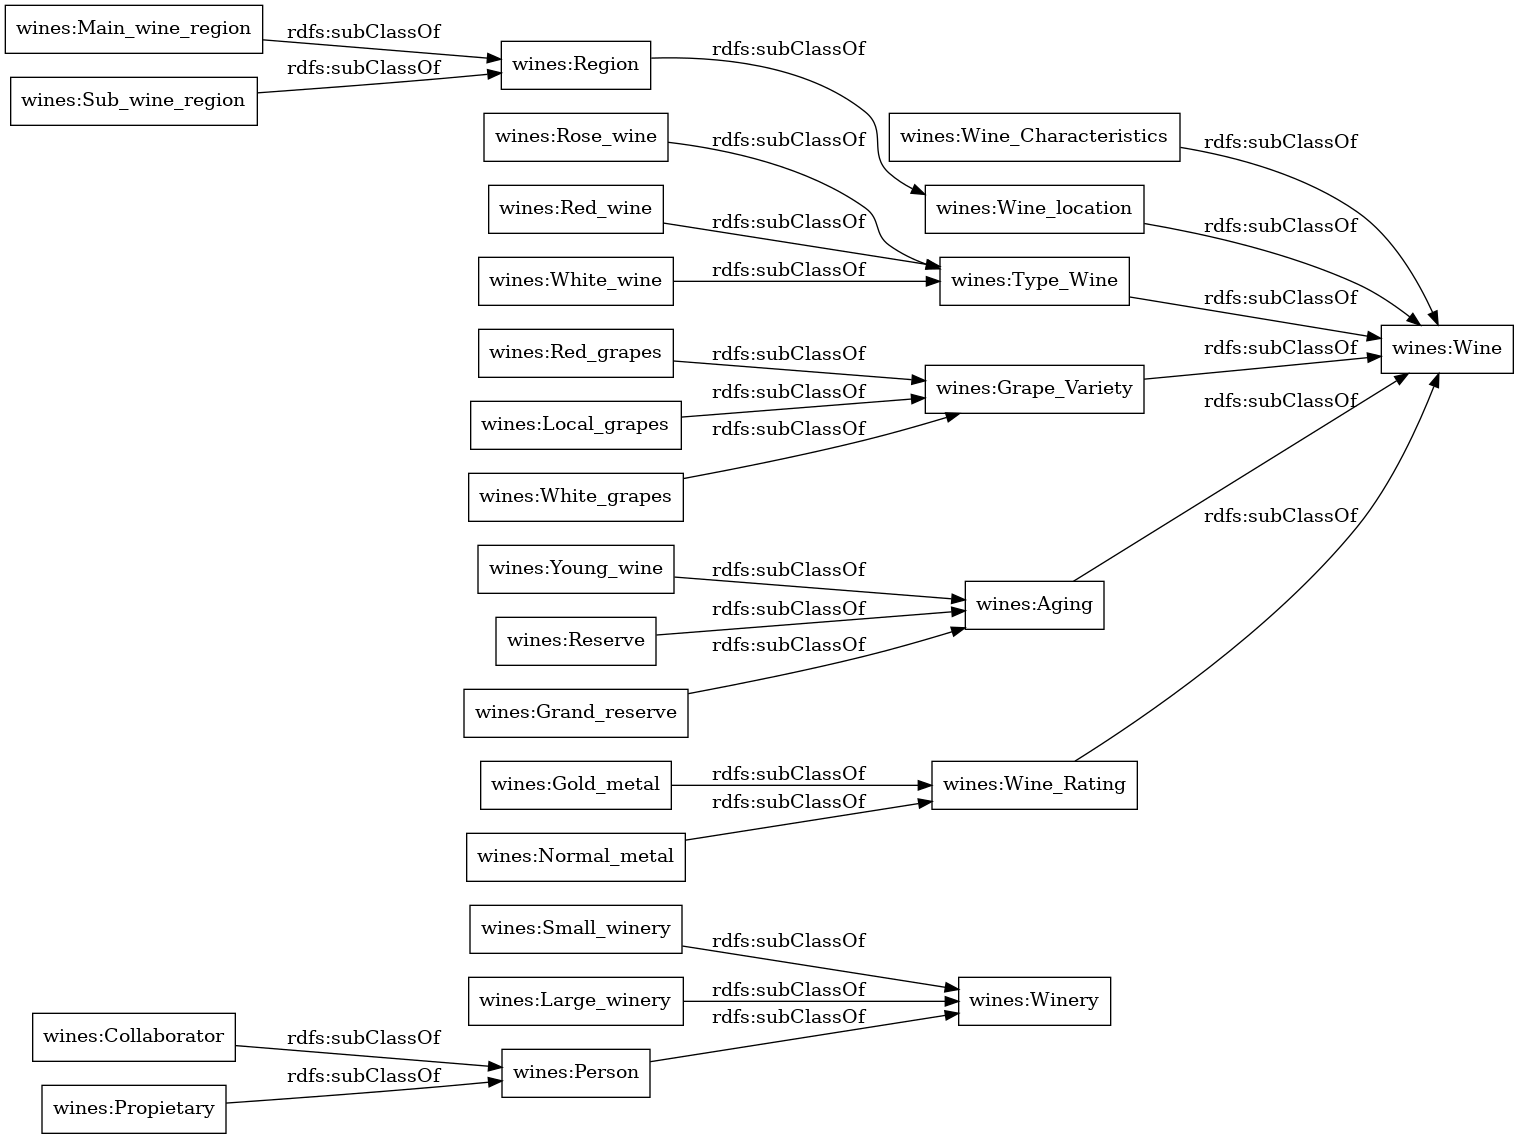 wines:Main_wine_region
rdfs:subClassOf
wines:Sub_wine_region
rdfs:subClassOf
wines:Region
rdfs:subClassOf
wines:Rose_wine
rdfs:subClassOf
wines:Wine_Characteristics
rdfs:subClassOf
wines:Red_wine
rdfs:subClassOf
wines:Wine_location
rdfs:subClassOf
wines:White_wine
rdfs:subClassOf
wines:Type_Wine
rdfs:subClassOf
wines:Wine
wines:Red_grapes
rdfs:subClassOf
wines:Local_grapes
rdfs:subClassOf
wines:White_grapes
rdfs:subClassOf
wines:Grape_Variety
rdfs:subClassOf
wines:Young_wine
rdfs:subClassOf
wines:Reserve
rdfs:subClassOf
wines:Grand_reserve
rdfs:subClassOf
wines:Aging
rdfs:subClassOf
wines:Gold_metal
rdfs:subClassOf
wines:Normal_metal
rdfs:subClassOf
wines:Wine_Rating
rdfs:subClassOf
wines:Small_winery
rdfs:subClassOf
wines:Large_winery
rdfs:subClassOf
wines:Winery
wines:Collaborator
rdfs:subClassOf
wines:Propietary
rdfs:subClassOf
wines:Person
rdfs:subClassOf